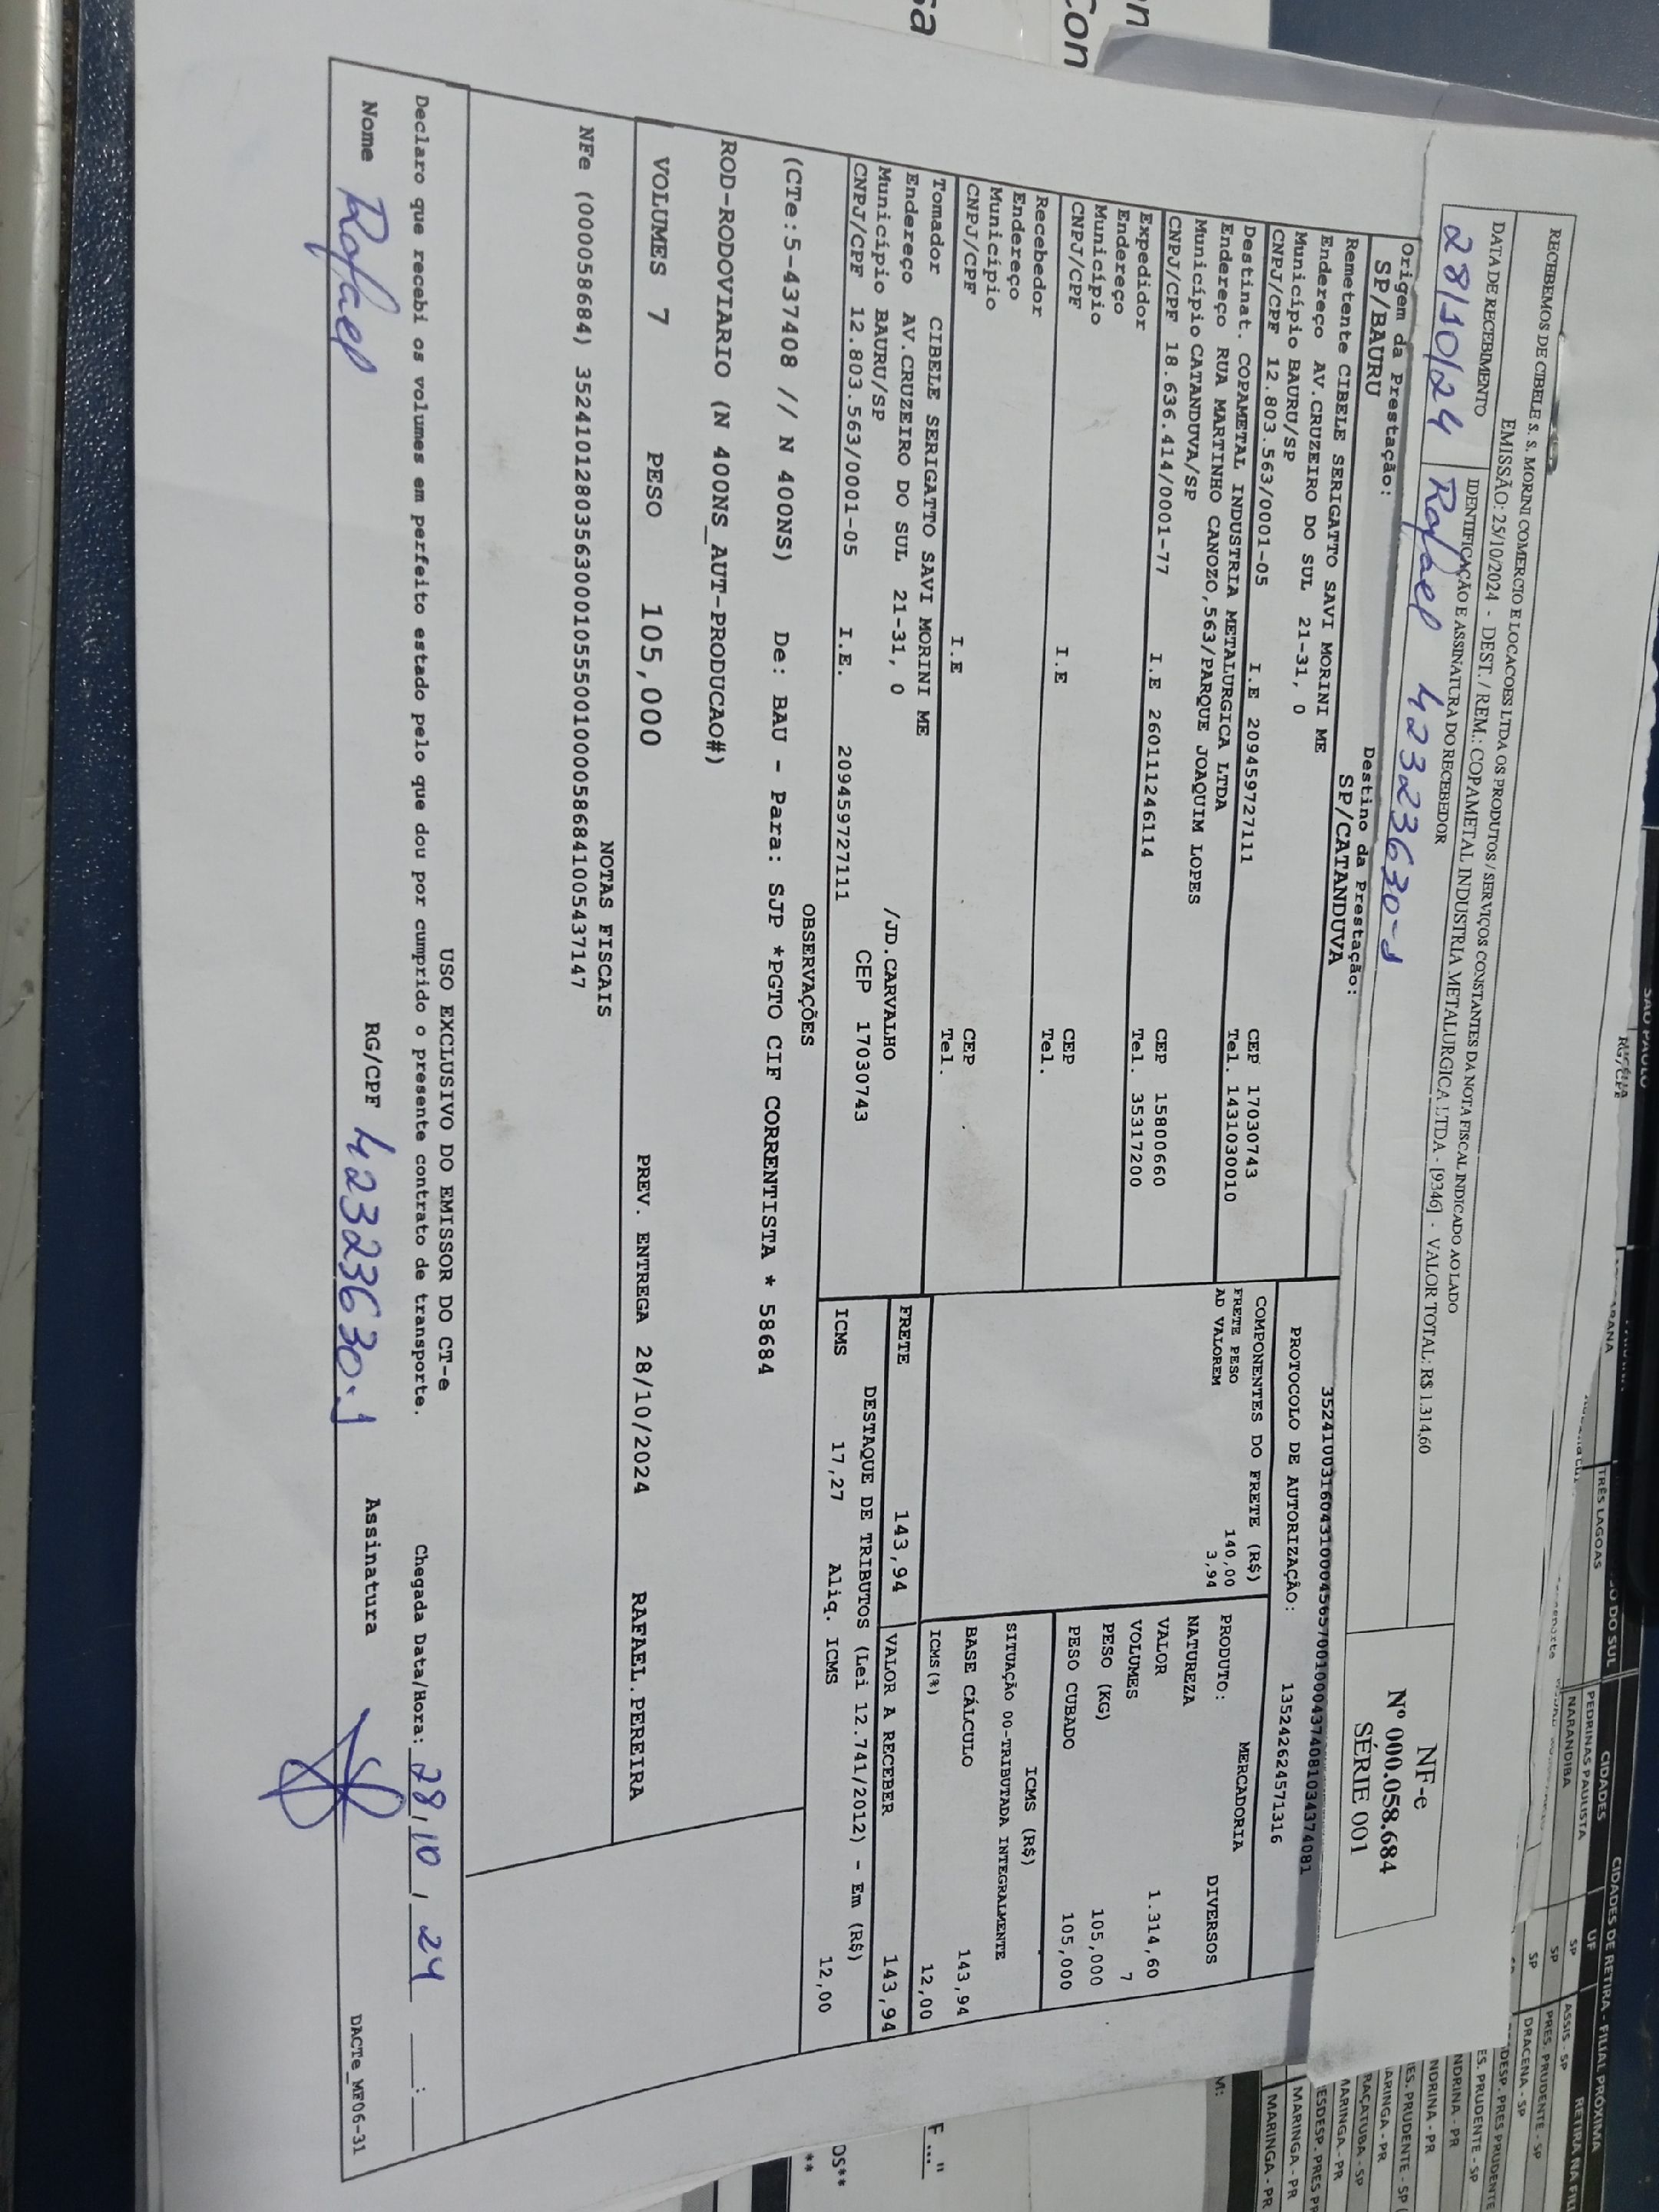 RECEBEMOS DE CIBELE S. S. MORINI COMERCIO E LOCACOES LTDA OS PRODUTOS / SERVIÇOS CONSTANTES DA NOTA FISCAL INDICADO AO LADO
EMISSÃO: 25/10/2024 - DEST. / REM.: COPAMETAL INDUSTRIA METALURGICA LTDA - [9346] - VALOR TOTAL: R$ 1.314,60
DATA DE RECEBIMENTO
IDENTIFICAÇÃO E ASSINATURA DO RECEBEDOR
28/10/24 Rafael 42323630-1
NF-e
Nº 000.058.684
SÉRIE 001
Origem da Prestação:
SP/BAURU
Destino da Prestação:
SP/CATANDUVA
Remetente CIBELE SERIGATTO SAVI MORINI ME
Endereço AV.CRUZEIRO DO SUL 21-31, 0
Município BAURU/SP CEP 17030743
CNPJ/CPF 12.803.563/0001-05 I.E 209459727111 Tel. 1431030010
Destinat. COPAMETAL INDUSTRIA METALURGICA LTDA
Endereço RUA MARTINHO CANOZO,563/PARQUE JOAQUIM LOPES
Município CATANDUVA/SP CEP 15800660
CNPJ/CPF 18.636.414/0001-77 I.E 260111246114 Tel. 35317200
Expedidor
Endereço
Município CEP
CNPJ/CPF I.E Tel.
Recebedor
Endereço
Município CEP
CNPJ/CPF I.E Tel.
Tomador CIBELE SERIGATTO SAVI MORINI ME
Endereço AV.CRUZEIRO DO SUL 21-31, 0 /JD.CARVALHO
Município BAURU/SP CEP 17030743
CNPJ/CPF 12.803.563/0001-05 I.E. 209459727111
PROTOCOLO DE AUTORIZAÇÃO: 135242624571316
COMPONENTES DO FRETE (R$)
FRETE PESO 140,00
AD VALOREM 3,94
MERCADORIA
PRODUTO: DIVERSOS
NATUREZA
VALOR 1.314,60
VOLUMES 7
PESO (KG) 105,000
PESO CUBADO 105,000
ICMS (R$)
SITUAÇÃO 00-TRIBUTADA INTEGRALMENTE
BASE CÁLCULO 143,94
ICMS(%) 12,00
FRETE 143,94 VALOR A RECEBER 143,94
DESTAQUE DE TRIBUTOS (Lei 12.741/2012) - Em (R$)
ICMS 17,27 Aliq. ICMS 12,00
OBSERVAÇÕES
(CTe:5-437408 // N 400NS) De: BAU - Para: SJP *PGTO CIF CORRENTISTA * 58684
ROD-RODOVIARIO (N 400NS_AUT-PRODUCAO#)
VOLUMES 7 PESO 105,000 PREV. ENTREGA 28/10/2024 RAFAEL.PEREIRA
NOTAS FISCAIS
NFe (000058684) 35241012803563000105550010000586841005437147
USO EXCLUSIVO DO EMISSOR DO CT-e
Declaro que recebi os volumes em perfeito estado pelo que dou por cumprido o presente contrato de transporte. Chegada Data/Hora: 28/10/24 __:__
Nome Rafael RG/CPF 42323630.1 Assinatura
DACTe_MF06-31